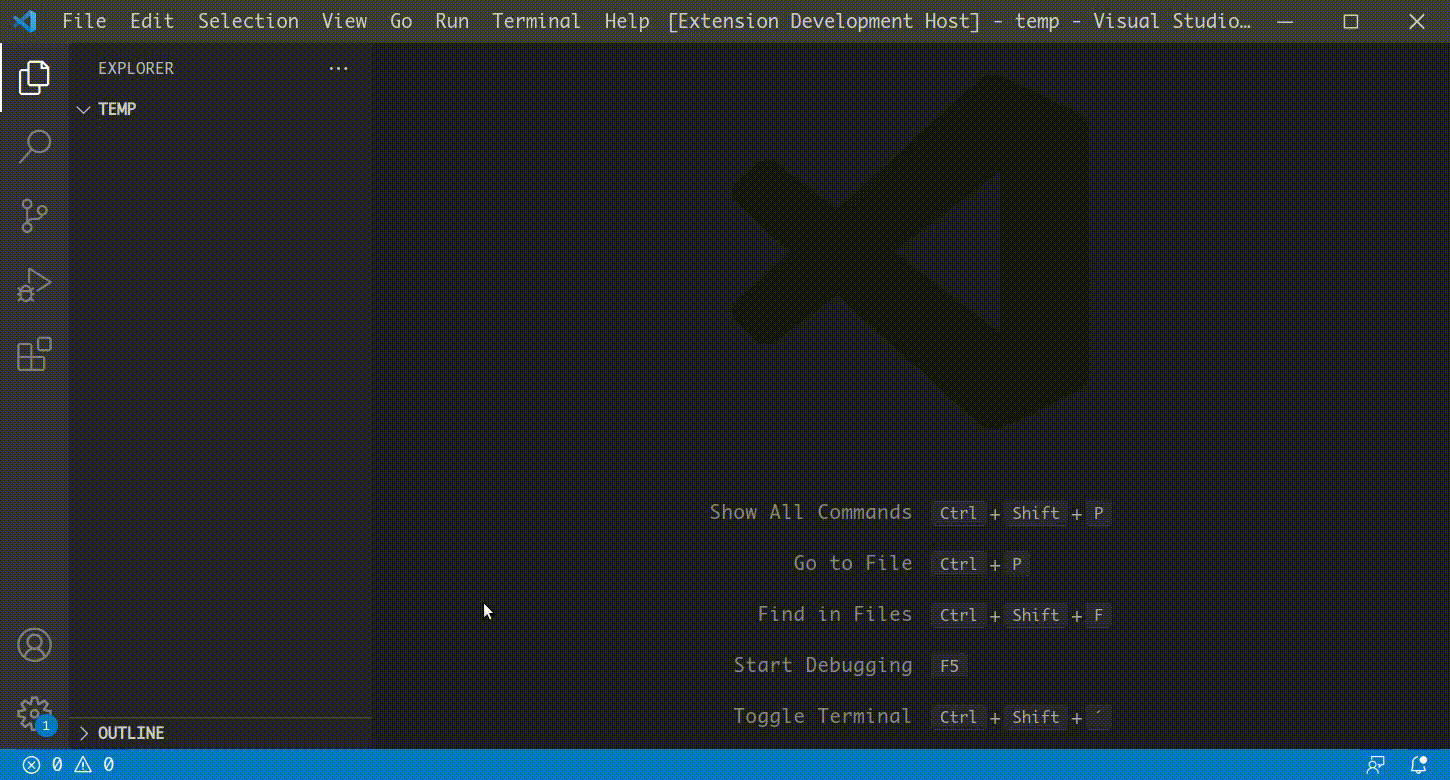 File Edit Selection View Go Run Terminal Help [Extension Development Host] - temp - Visual Studio…
EXPLORER
TEMP
Show All Commands Ctrl + Shift + P
Go to File Ctrl + P
Find in Files Ctrl + Shift + F
Start Debugging F5
Toggle Terminal Ctrl + Shift + ´
1
OUTLINE
0 0